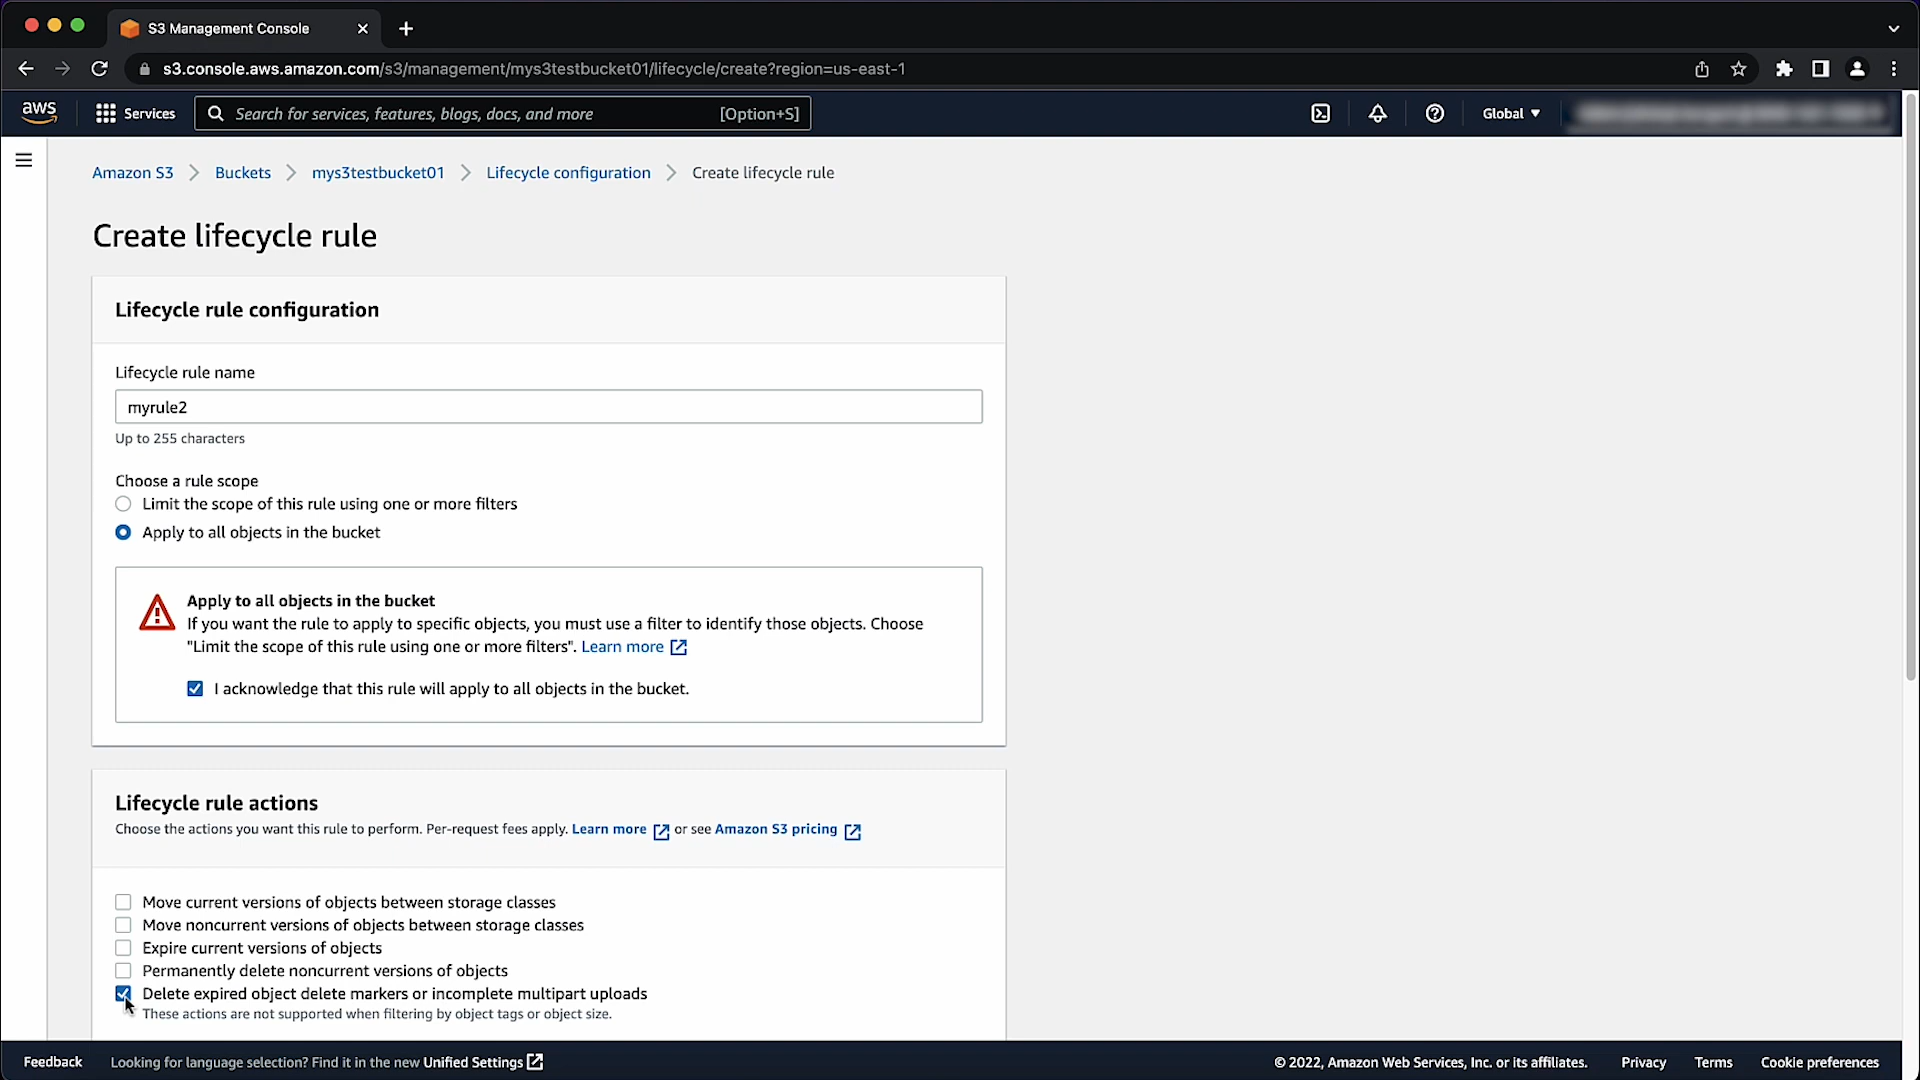 S3 Management Console
s3.console.aws.amazon.com/s3/management/mys3testbucket01/lifecycle/create?region=us-east-1
aws
Services
Search for services, features, blogs, docs, and more
[Option+S]
Global
Amazon S3
Buckets
mys3testbucket01
Lifecycle configuration
Create lifecycle rule
Create lifecycle rule
Lifecycle rule configuration
Lifecycle rule name
myrule2
Up to 255 characters
Choose a rule scope
Limit the scope of this rule using one or more filters
Apply to all objects in the bucket
Apply to all objects in the bucket
If you want the rule to apply to specific objects, you must use a filter to identify those objects. Choose
"Limit the scope of this rule using one or more filters". Learn more
I acknowledge that this rule will apply to all objects in the bucket.
Lifecycle rule actions
Choose the actions you want this rule to perform. Per-request fees apply. Learn more or see Amazon S3 pricing
Move current versions of objects between storage classes
Move noncurrent versions of objects between storage classes
Expire current versions of objects
Permanently delete noncurrent versions of objects
Delete expired object delete markers or incomplete multipart uploads
These actions are not supported when filtering by object tags or object size.
Feedback
Looking for language selection? Find it in the new Unified Settings
© 2022, Amazon Web Services, Inc. or its affiliates.
Privacy
Terms
Cookie preferences